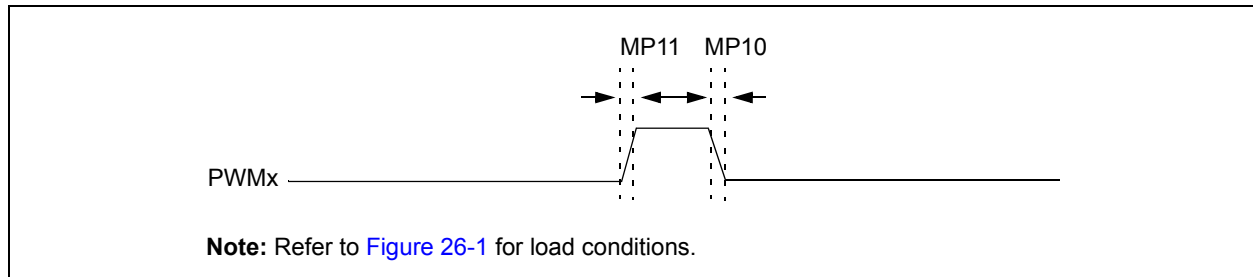 MP11 MP10
PWMx
Note: Refer to Figure 26-1 for load conditions.